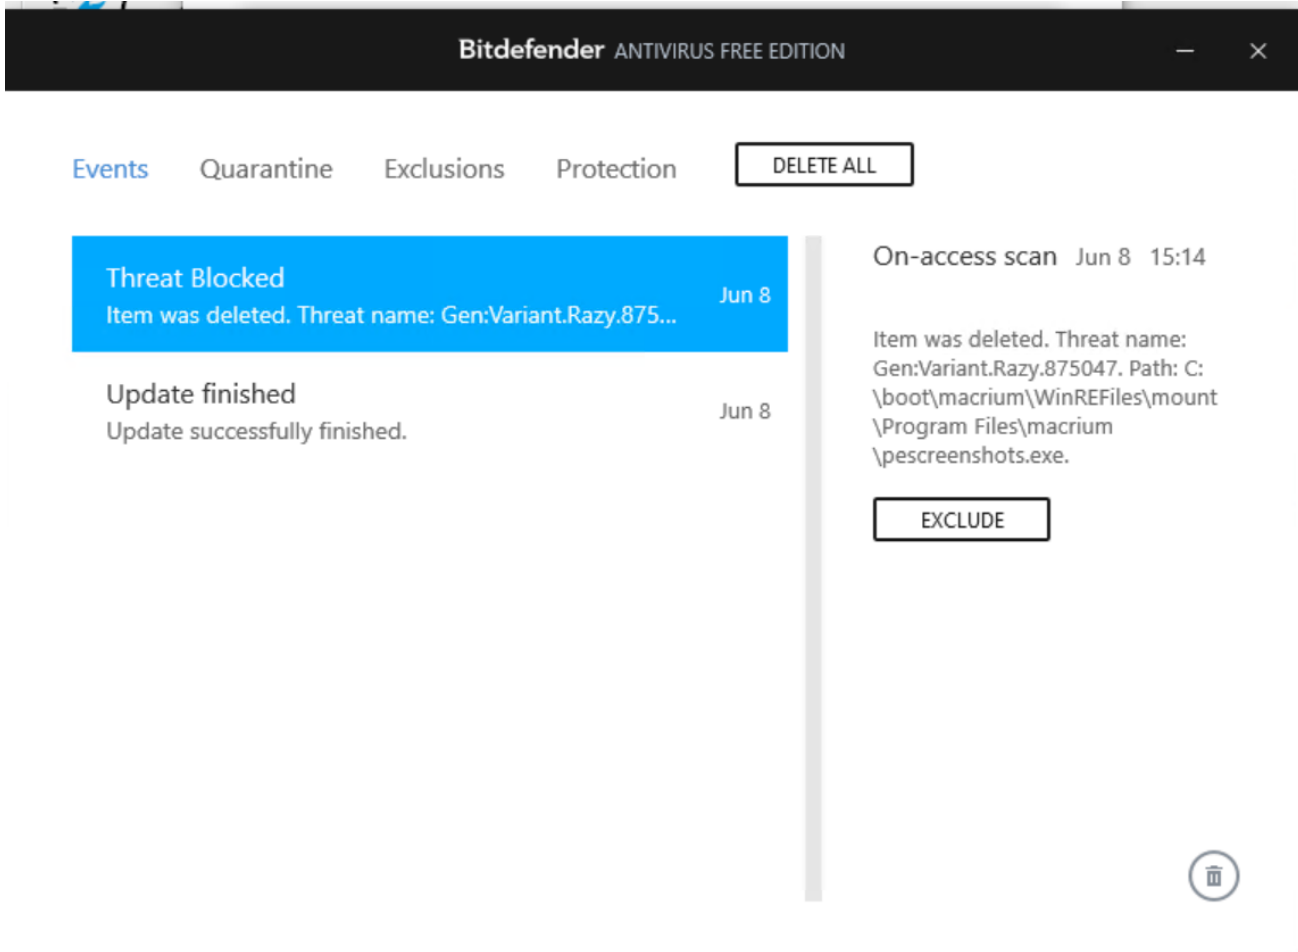 Bitdefender ANTIVIRUS FREE EDITION
Events Quarantine Exclusions Protection DELETE ALL
Threat Blocked
Item was deleted. Threat name: Gen:Variant.Razy.875...
Jun 8
Update finished
Update successfully finished.
Jun 8
On-access scan Jun 8 15:14
Item was deleted. Threat name:
Gen:Variant.Razy.875047. Path: C:
\boot\macrium\WinREFiles\mount
\Program Files\macrium
\pescreenshots.exe.
EXCLUDE